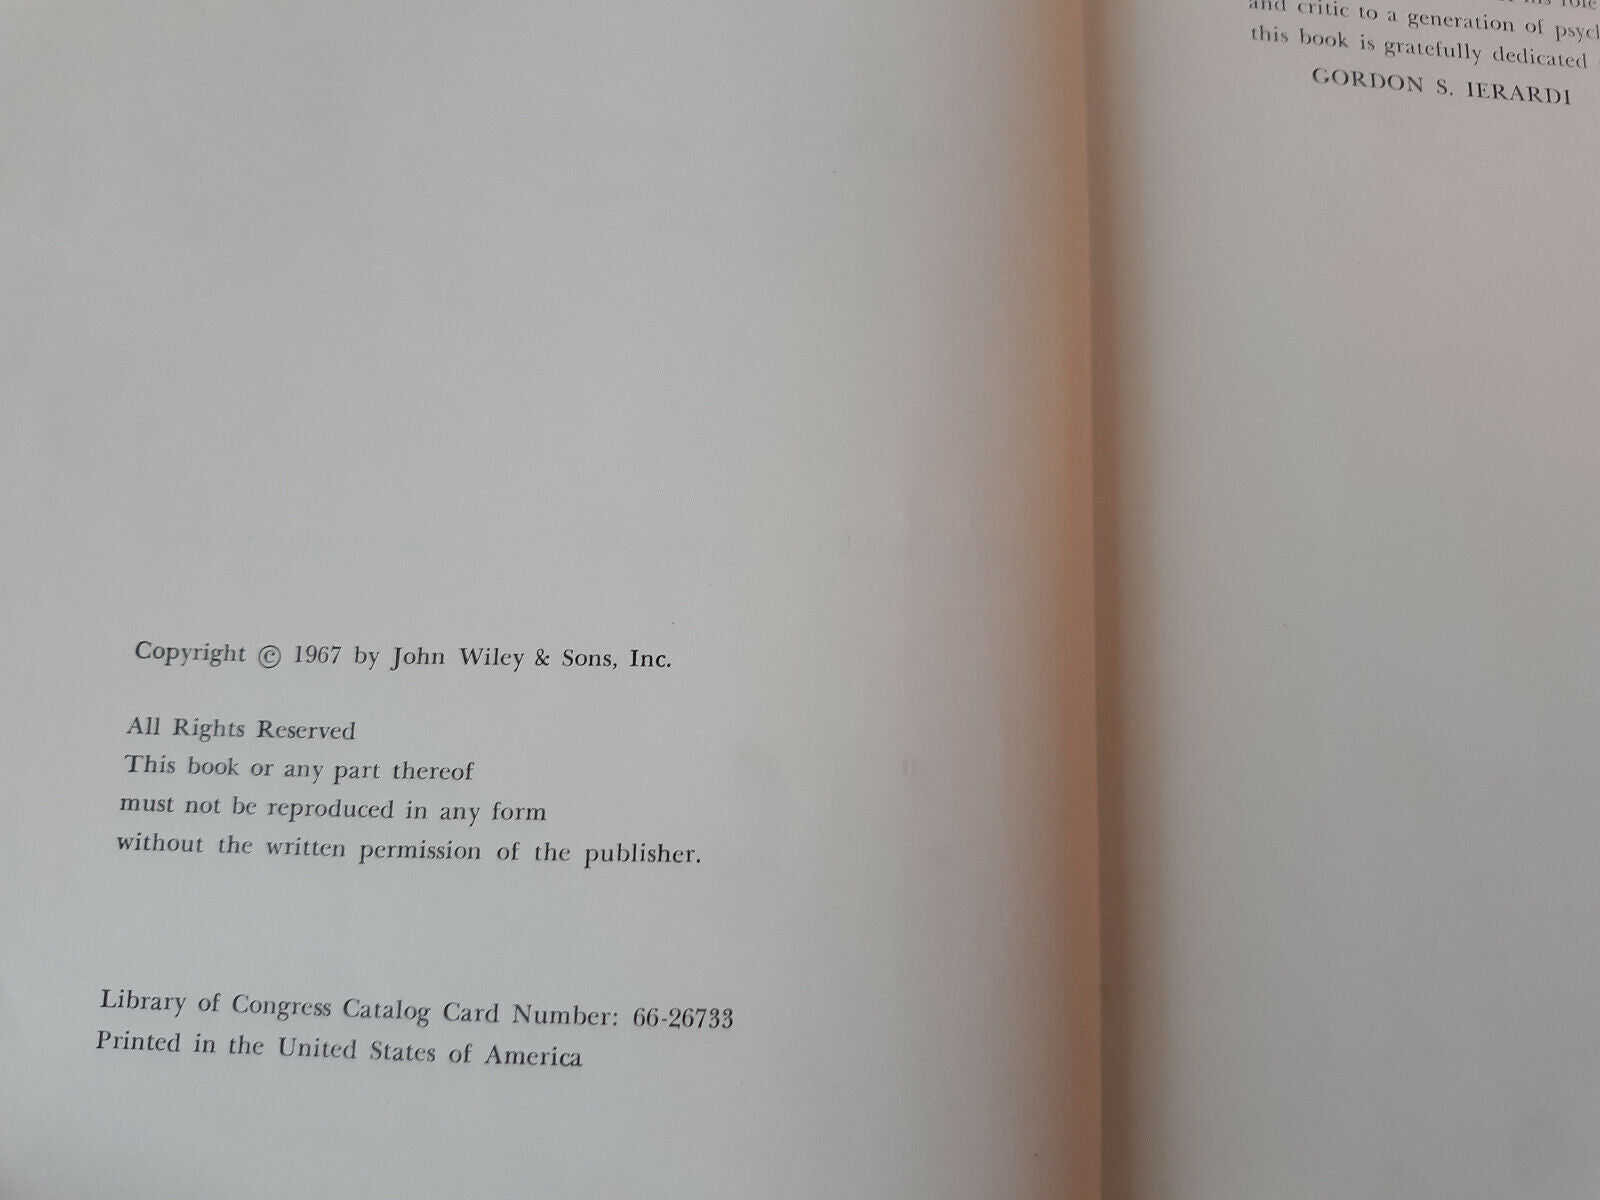 Copyright © 1967 by John Wiley & Sons, Inc.
All Rights Reserved
This book or any part thereof
must not be reproduced in any form
without the written permission of the publisher.
Library of Congress Catalog Card Number: 66-26733
Printed in the United States of America
his role
and critic to a generation of
this book is gratefully dedicated
GORDON S. IERARDI